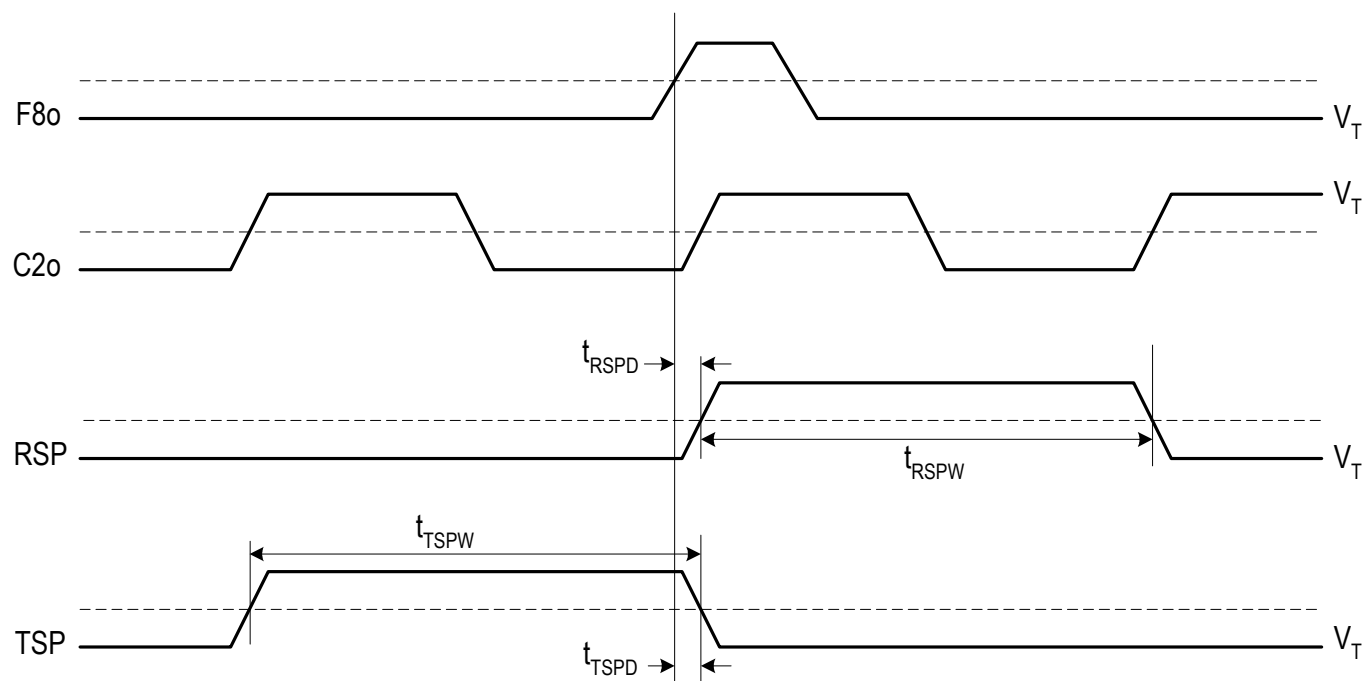 F8o V_T
C2o V_T
t_RSPD
RSP t_RSPW V_T
t_TSPW
TSP V_T
t_TSPD